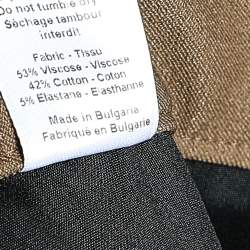 Do not tumble dry
Séchage tambour
interdit
Fabric - Tissu
53% Viscose - Viscose
42% Cotton - Coton
5% Elastane - Elasthanne
Made in Bulgaria
Fabriqué en Bulgarie